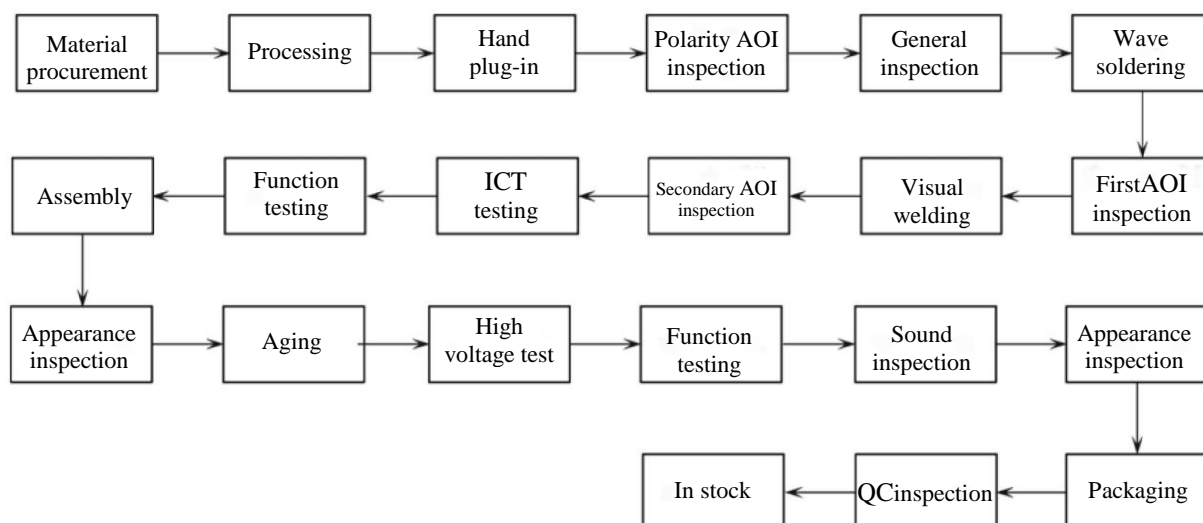 Material
procurement
Processing
Hand
plug-in
Polarity AOI
inspection
General
inspection
Wave
soldering
FirstAOI
inspection
Visual
welding
Secondary AOI
inspection
ICT
testing
Function
testing
Assembly
Appearance
inspection
Aging
High
voltage test
Function
testing
Sound
inspection
Appearance
inspection
Packaging
QCinspection
In stock